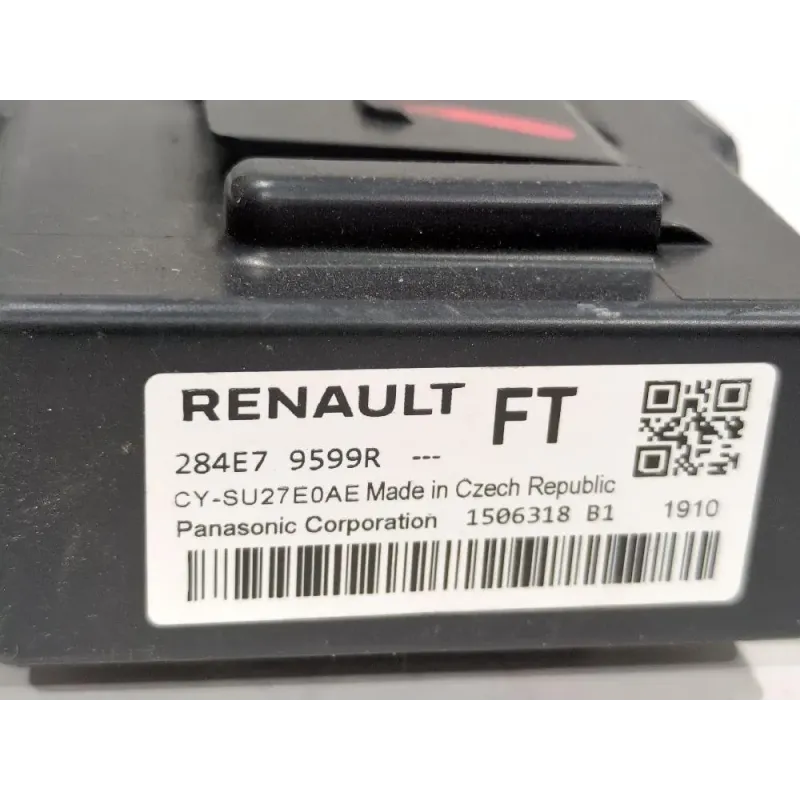 RENAULT FT
284E7 9599R ---
CY-SU27E0AE Made in Czech Republic
Panasonic Corporation 1506318 B1 1910